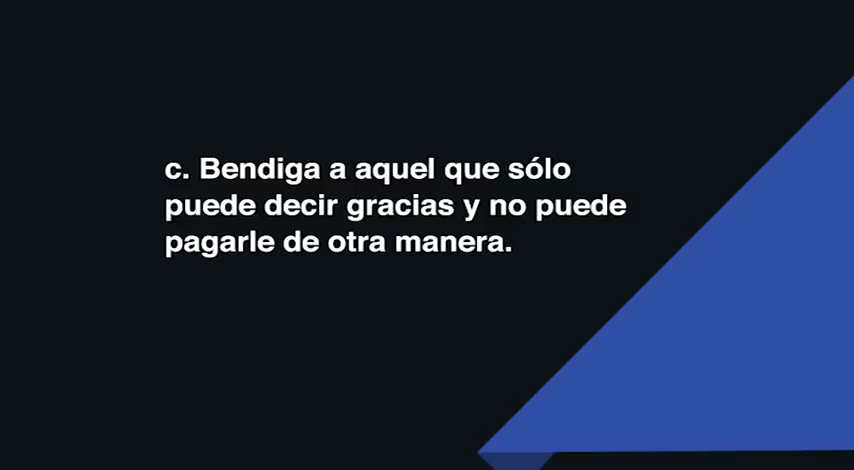 c. Bendiga a aquel que sólo
puede decir gracias y no puede
pagarle de otra manera.